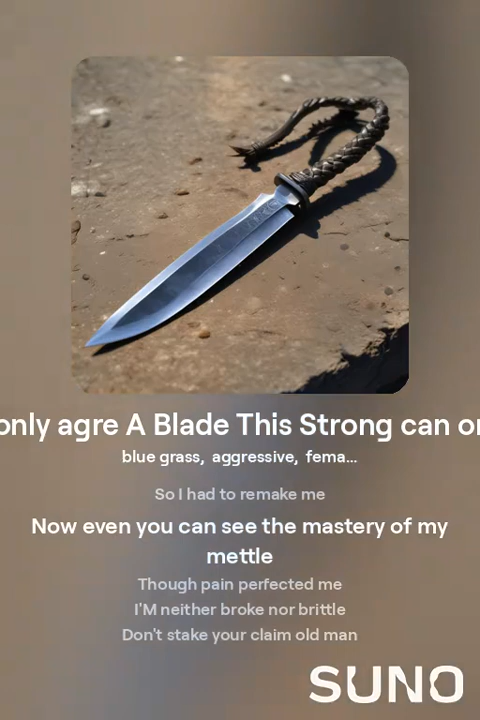 only agre A Blade This Strong can or
blue grass, aggressive, fema...
So I had to remake me
Now even you can see the mastery of my
mettle
Though pain perfected me
I'M neither broke nor brittle
Don't stake your claim old man
SUNO